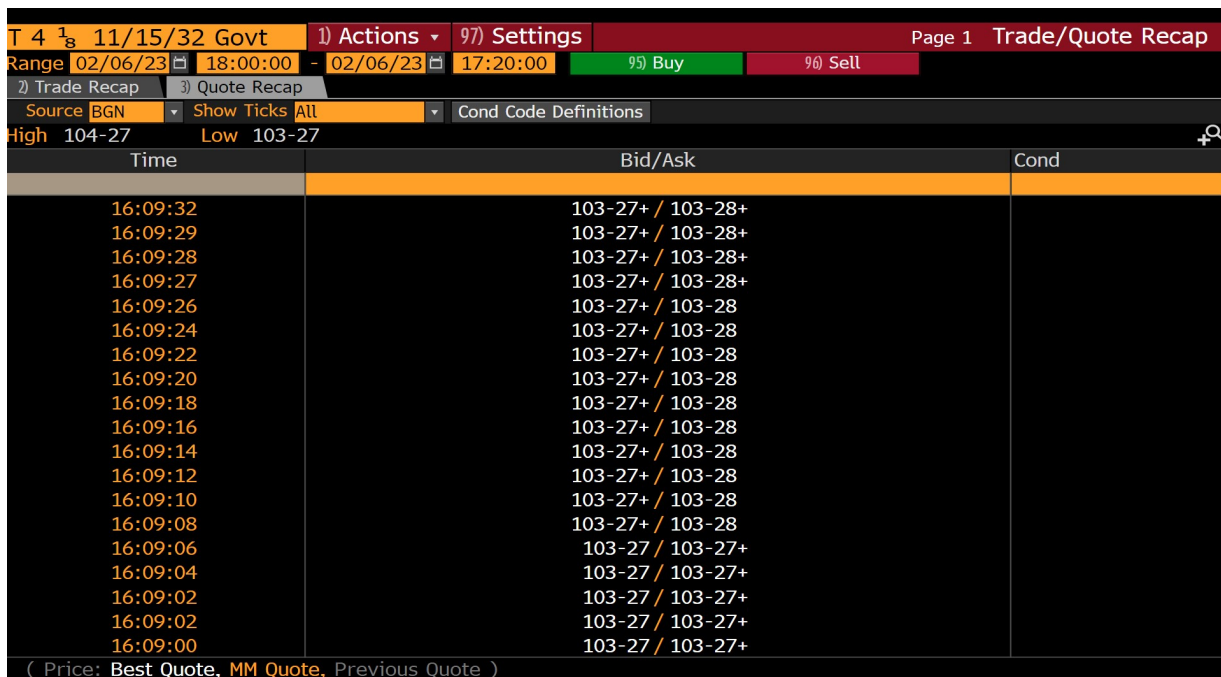 T 4 ⅛ 11/15/32 Govt 1) Actions 97) Settings Page 1 Trade/Quote Recap
Range 02/06/23 18:00:00 - 02/06/23 17:20:00 95) Buy 96) Sell
2) Trade Recap 3) Quote Recap
Source BGN Show Ticks All Cond Code Definitions
High 104-27 Low 103-27
Time Bid/Ask Cond
16:09:32 103-27+ / 103-28+
16:09:29 103-27+ / 103-28+
16:09:28 103-27+ / 103-28+
16:09:27 103-27+ / 103-28+
16:09:26 103-27+ / 103-28
16:09:24 103-27+ / 103-28
16:09:22 103-27+ / 103-28
16:09:20 103-27+ / 103-28
16:09:18 103-27+ / 103-28
16:09:16 103-27+ / 103-28
16:09:14 103-27+ / 103-28
16:09:12 103-27+ / 103-28
16:09:10 103-27+ / 103-28
16:09:08 103-27+ / 103-28
16:09:06 103-27 / 103-27+
16:09:04 103-27 / 103-27+
16:09:02 103-27 / 103-27+
16:09:02 103-27 / 103-27+
16:09:00 103-27 / 103-27+
( Price: Best Quote, MM Quote, Previous Quote )